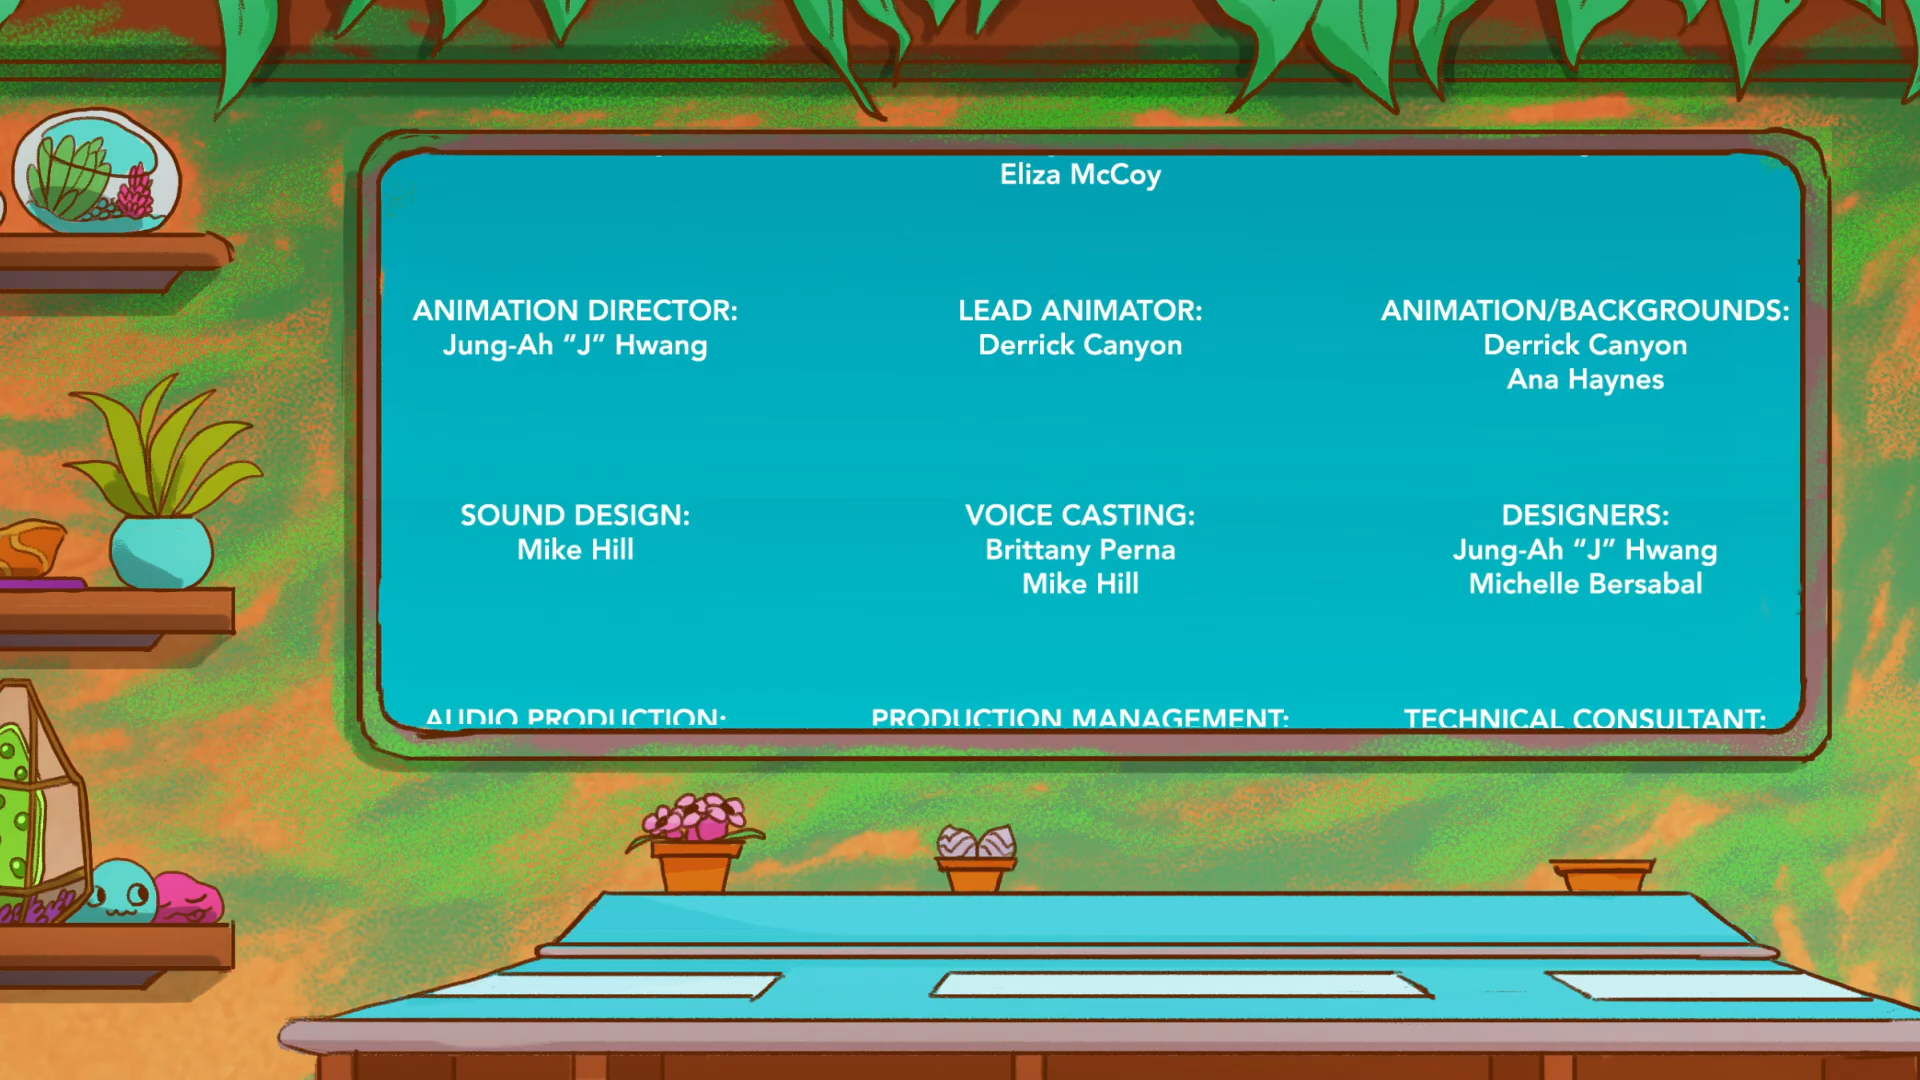 Eliza McCoy
ANIMATION DIRECTOR:
Jung-Ah “J” Hwang
LEAD ANIMATOR:
Derrick Canyon
ANIMATION/BACKGROUNDS:
Derrick Canyon
Ana Haynes
SOUND DESIGN:
Mike Hill
VOICE CASTING:
Brittany Perna
Mike Hill
DESIGNERS:
Jung-Ah “J” Hwang
Michelle Bersabal
AUDIO PRODUCTION:
PRODUCTION MANAGEMENT:
TECHNICAL CONSULTANT: